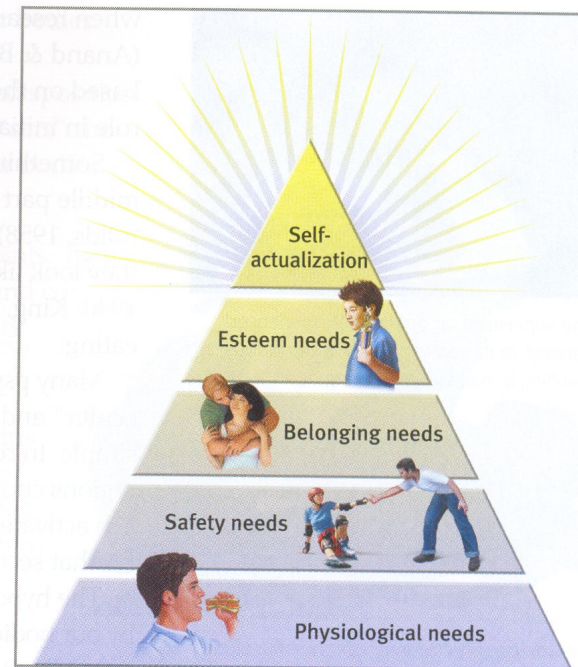 Self-
actualization
Esteem needs
Belonging needs
Safety needs
Physiological needs